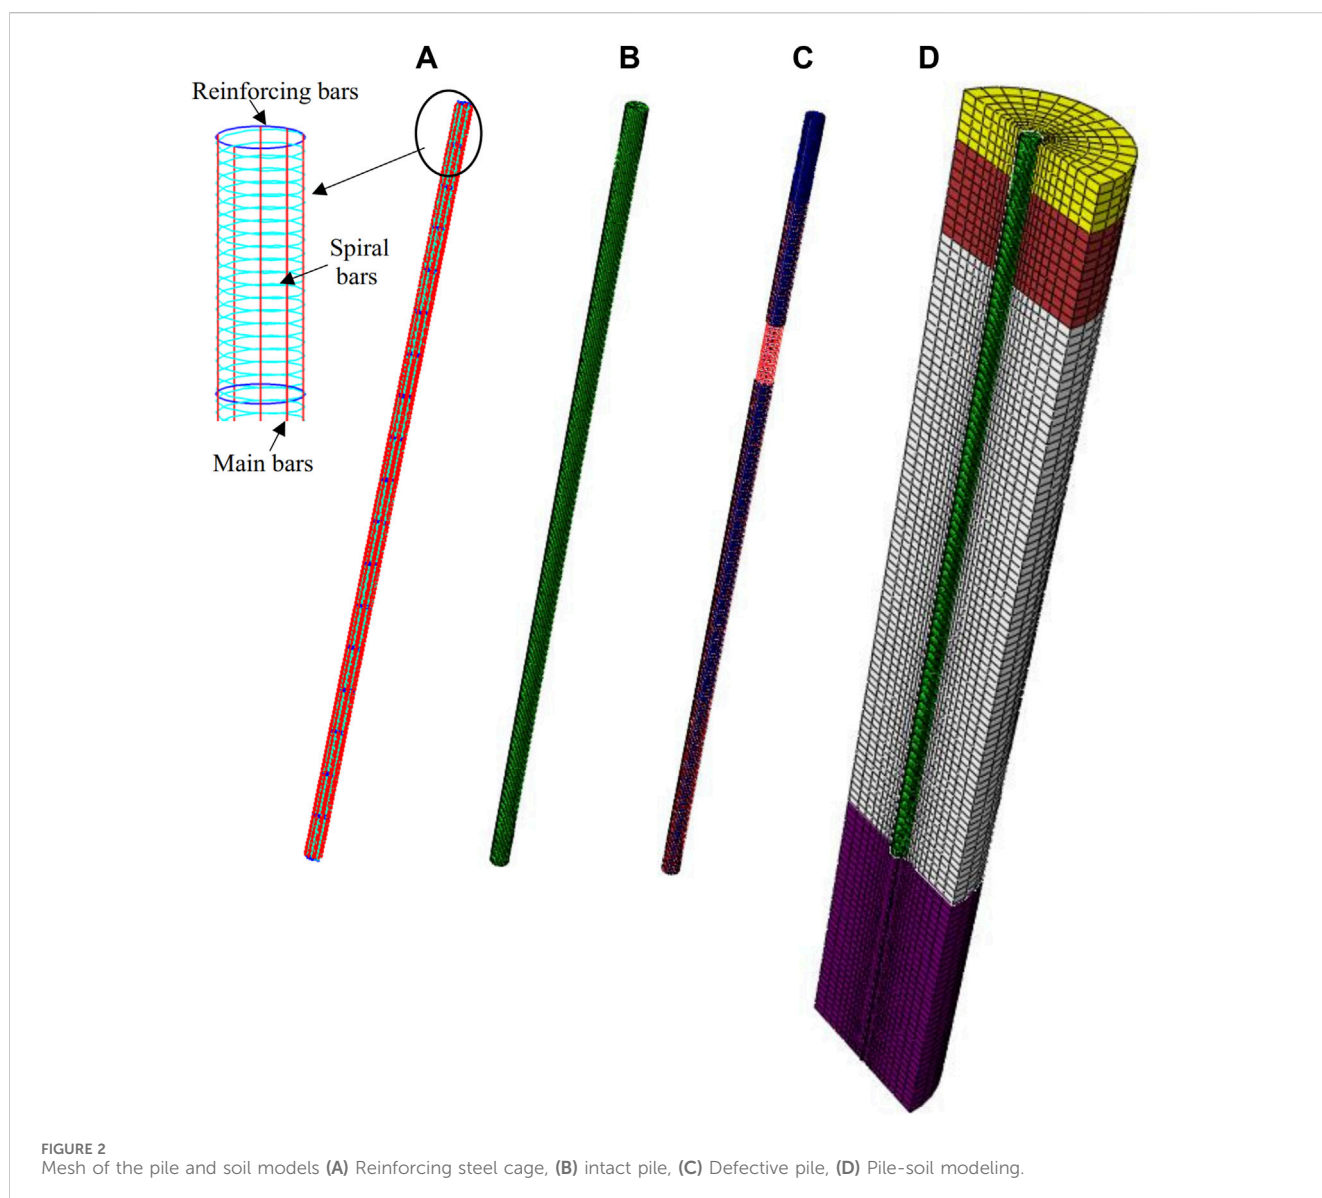 A
B
C
D
Reinforcing bars
Spiral
bars
Main bars
FIGURE 2
Mesh of the pile and soil models (A) Reinforcing steel cage, (B) intact pile, (C) Defective pile, (D) Pile-soil modeling.